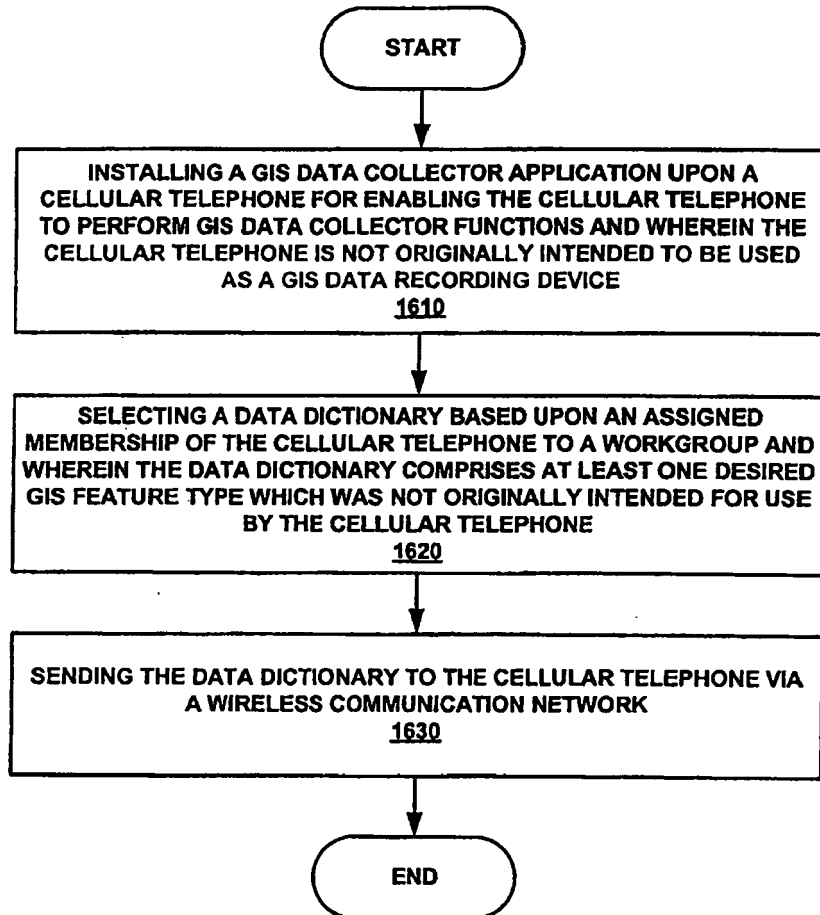 START
INSTALLING A GIS DATA COLLECTOR APPLICATION UPON A
CELLULAR TELEPHONE FOR ENABLING THE CELLULAR TELEPHONE
TO PERFORM GIS DATA COLLECTOR FUNCTIONS AND WHEREIN THE
CELLULAR TELEPHONE IS NOT ORIGINALLY INTENDED TO BE USED
AS A GIS DATA RECORDING DEVICE
1610
SELECTING A DATA DICTIONARY BASED UPON AN ASSIGNED
MEMBERSHIP OF THE CELLULAR TELEPHONE TO A WORKGROUP AND
WHEREIN THE DATA DICTIONARY COMPRISES AT LEAST ONE DESIRED
GIS FEATURE TYPE WHICH WAS NOT ORIGINALLY INTENDED FOR USE
BY THE CELLULAR TELEPHONE
1620
SENDING THE DATA DICTIONARY TO THE CELLULAR TELEPHONE VIA
A WIRELESS COMMUNICATION NETWORK
1630
END